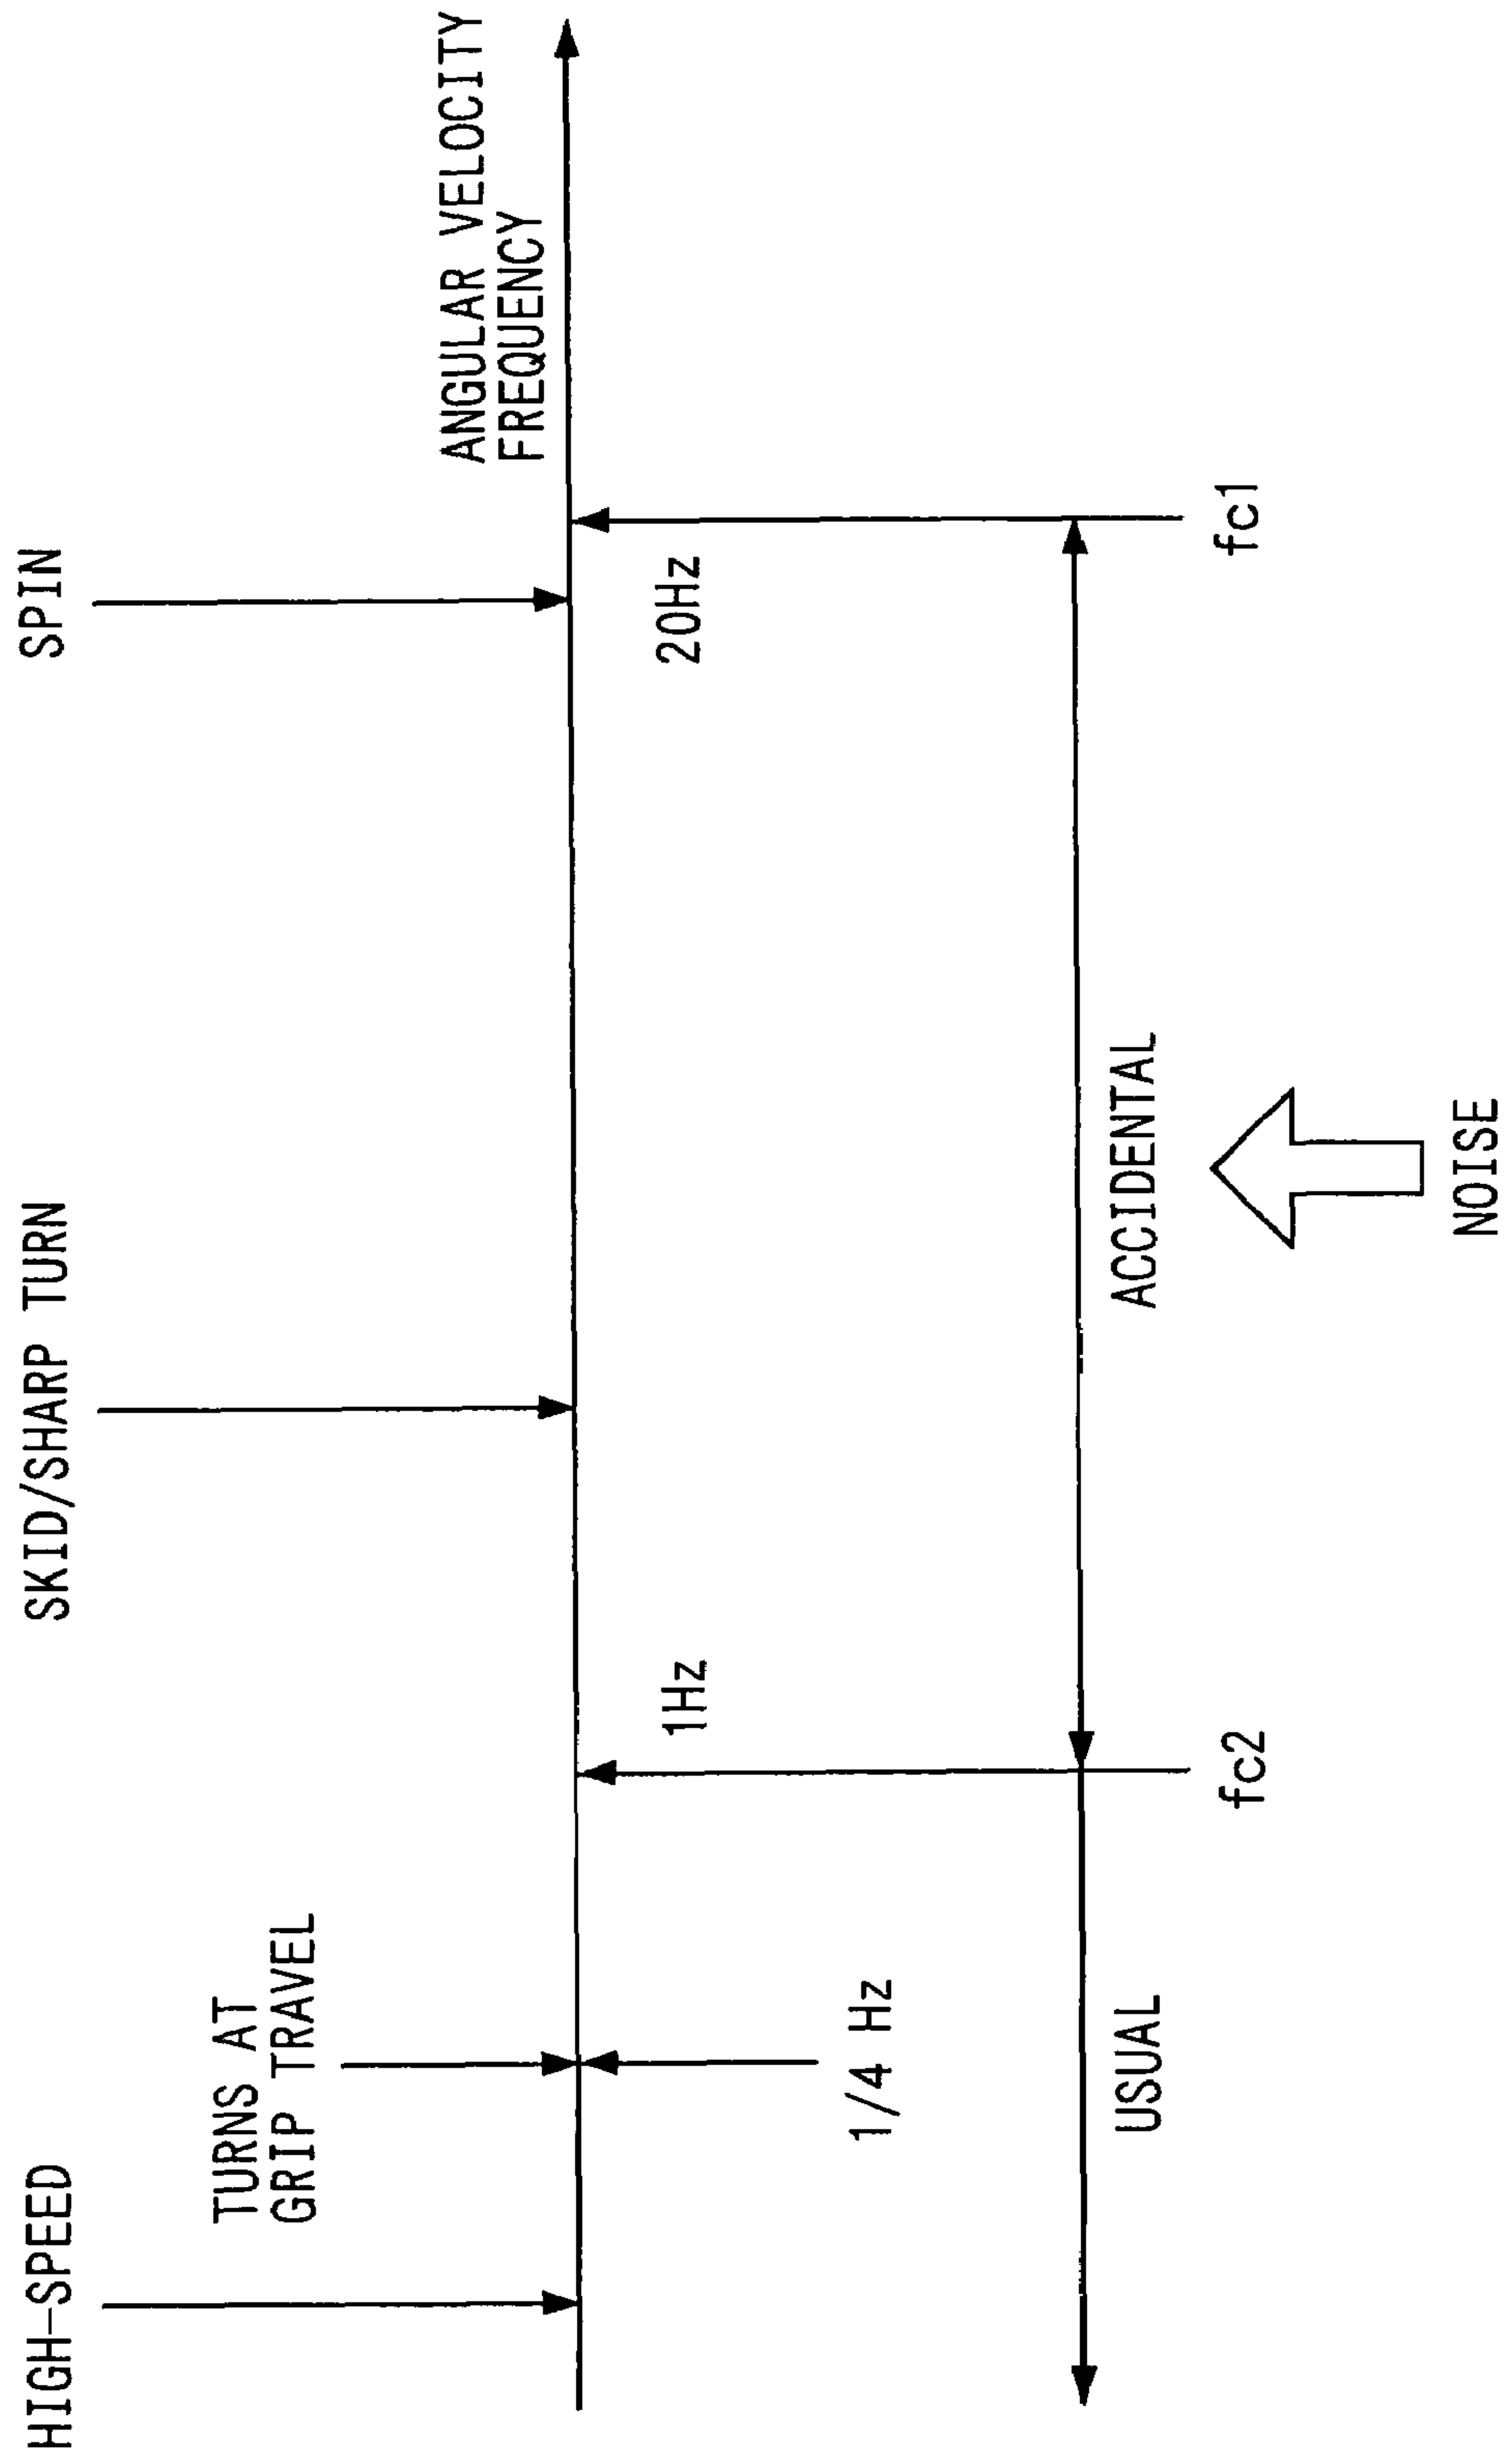 HIGH-SPEED
SKID/SHARP TURN
SPIN
TURNS AT
GRIP TRAVEL
ANGULAR VELOCITY
FREQUENCY
1Hz
20Hz
1/4 Hz
USUAL
ACCIDENTAL
fc2
fc1
NOISE